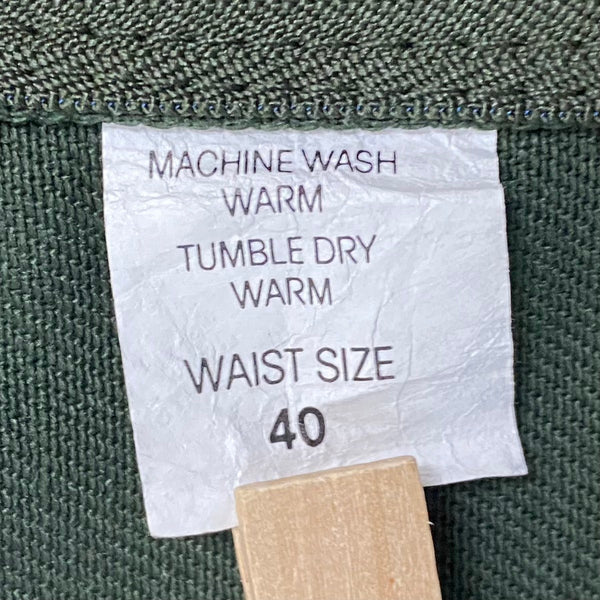 MACHINE WASH
WARM
TUMBLE DRY
WARM
WAIST SIZE
40